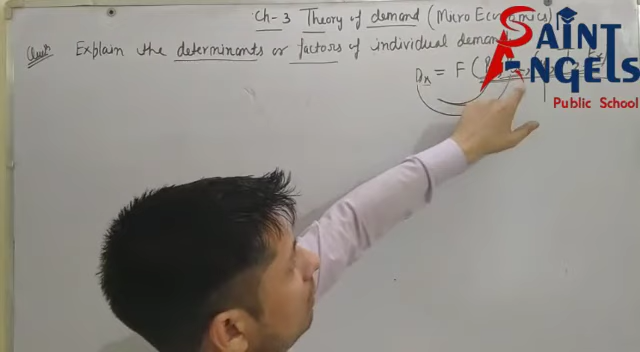 Ch-3 Theory of demand (Micro Economics)
Ques: Explain the determinants or factors of individual demand
Dx = F (P
SAINT
ANGELS
Public School